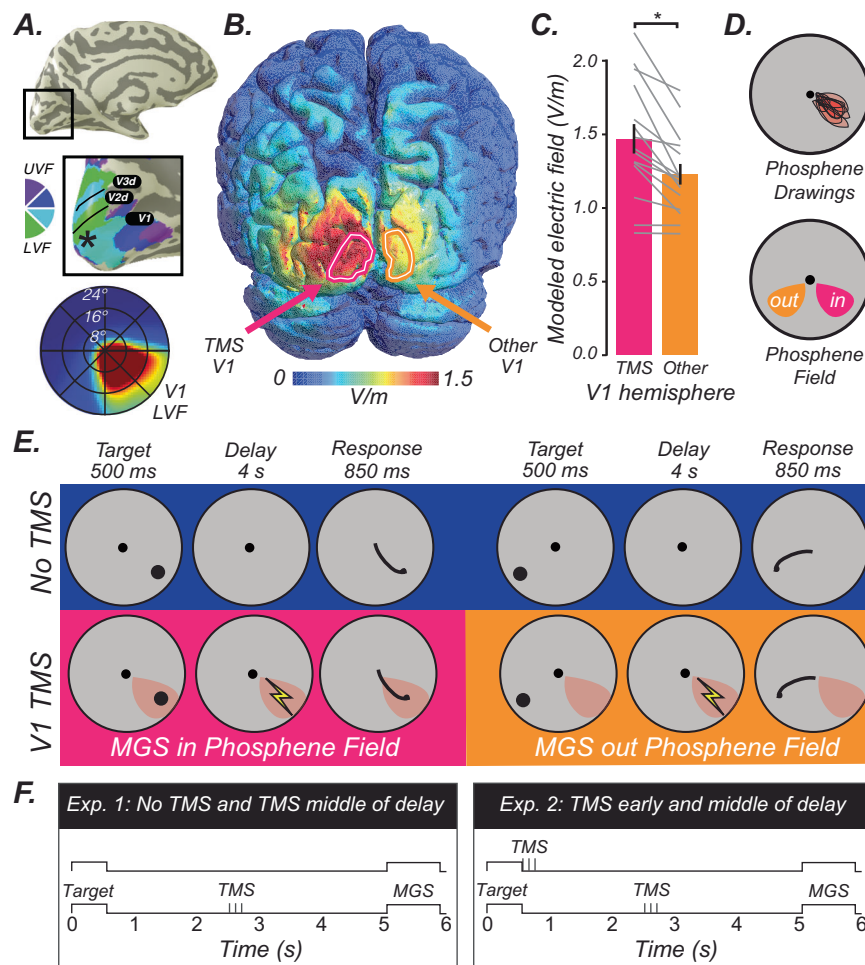 A.
UVF
LVF
V3d
V2d
V1
*
24°
16°
8°
V1
LVF
B.
TMS
V1
Other
V1
0
1.5
V/m
C.
*
Modeled electric field (V/m)
2.0
1.5
1.0
0.5
0.0
TMS Other
V1 hemisphere
D.
Phosphene
Drawings
out
in
Phosphene
Field
E.
Target
500 ms
Delay
4 s
Response
850 ms
Target
500 ms
Delay
4 s
Response
850 ms
No TMS
V1 TMS
MGS in Phosphene Field
MGS out Phosphene Field
F.
Exp. 1: No TMS and TMS middle of delay
Target
TMS
MGS
0 1 2 3 4 5 6
Time (s)
Exp. 2: TMS early and middle of delay
TMS
Target
TMS
MGS
0 1 2 3 4 5 6
Time (s)